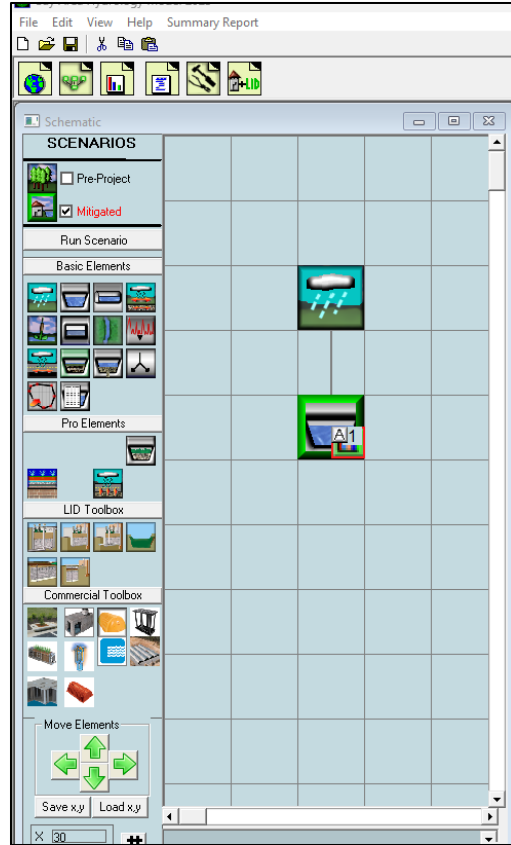 File Edit View Help Summary Report
+LID
Schematic
SCENARIOS
Pre-Project
Mitigated
Run Scenario
Basic Elements
Pro Elements
LID Toolbox
Commercial Toolbox
Move Elements
Save x,y Load x,y
X 30
A 1